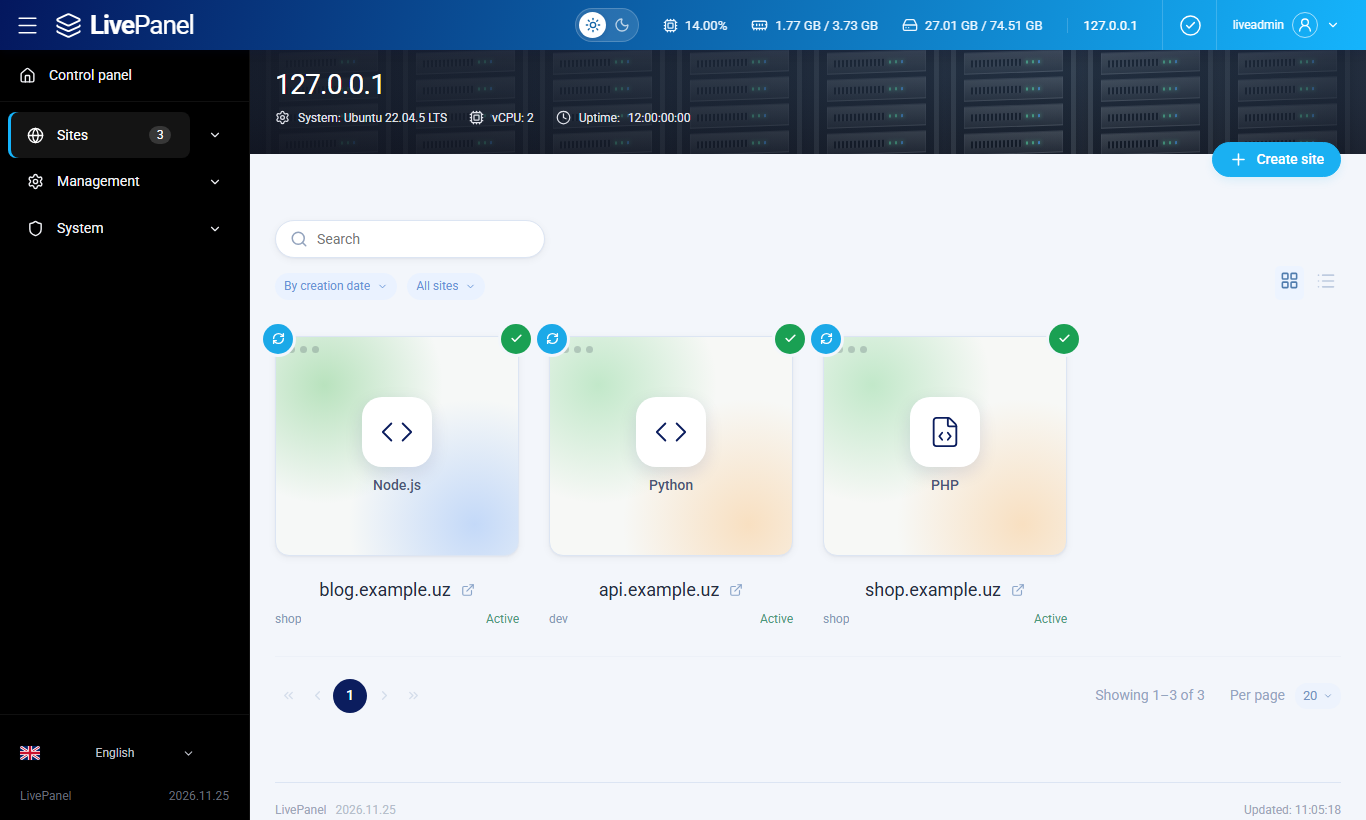 LivePanel
14.00%
1.77 GB / 3.73 GB
27.01 GB / 74.51 GB
127.0.0.1
liveadmin
Control panel
Sites 3
Management
System
127.0.0.1
System: Ubuntu 22.04.5 LTS
vCPU: 2
Uptime: 12:00:00:00
Create site
Search
By creation date
All sites
Node.js
Python
PHP
blog.example.uz
api.example.uz
shop.example.uz
shop Active
dev Active
shop Active
1
Showing 1–3 of 3
Per page 20
English
LivePanel 2026.11.25
LivePanel 2026.11.25
Updated: 11:05:18